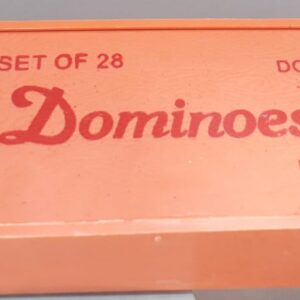 SET OF 28 DO
Dominoes